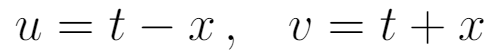 u = t − x ,   v = t + x